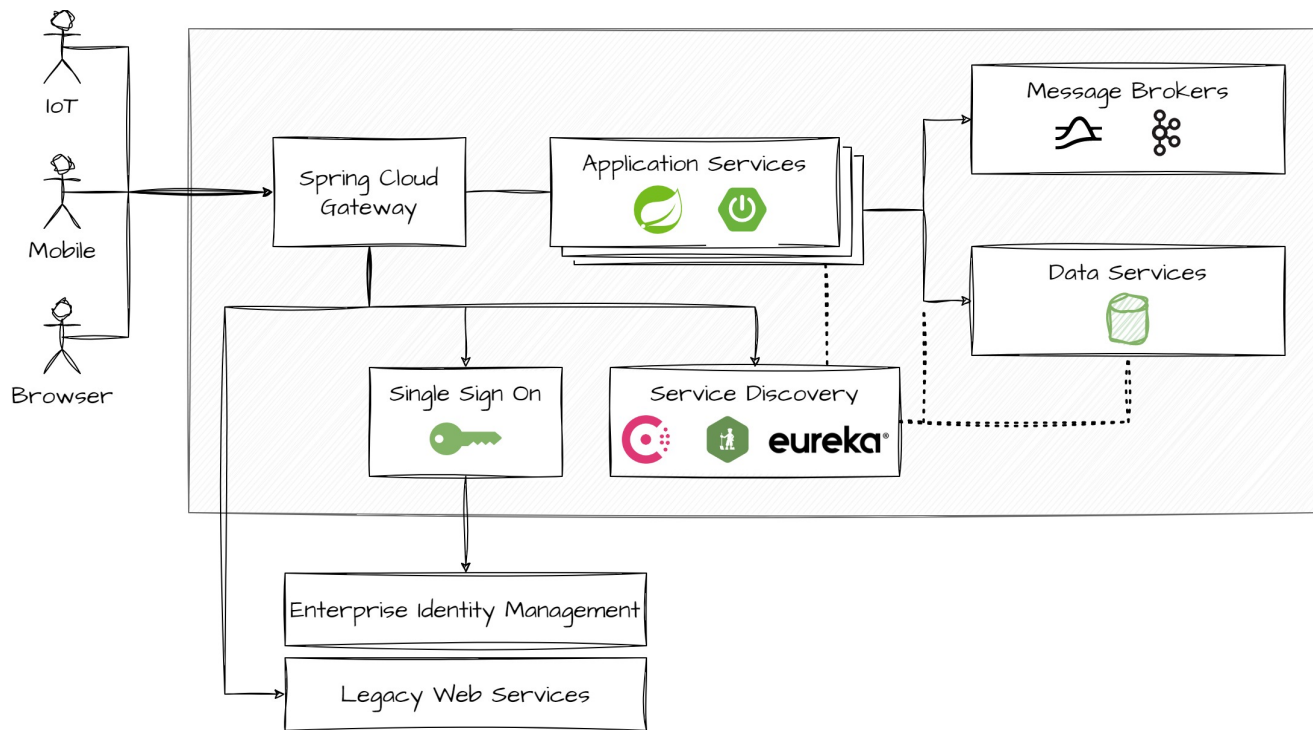 IoT
Mobile
Browser
Spring Cloud
Gateway
Application Services
Message Brokers
Data Services
Single Sign On
Service Discovery
eureka®
Enterprise Identity Management
Legacy Web Services